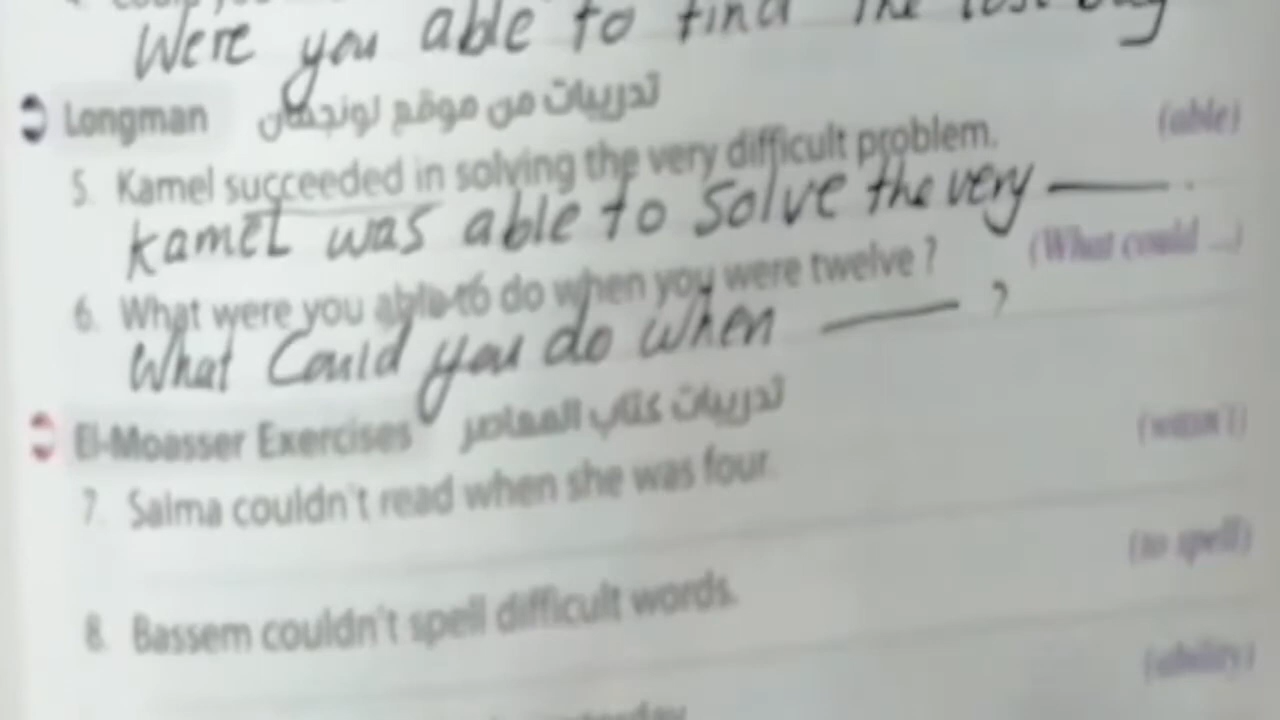 Were you able to find the lost bag
Longman تدريبات من موقع لونجمان
5. Kamel succeeded in solving the very difficult problem. (able)
Kamel was able to solve the very ——.
6. What were you able to do when you were twelve ? (What could ...)
What Could you do when —— ?
El-Moasser Exercises تدريبات كتاب المعاصر
7. Salma couldn't read when she was four. (wasn't)
8. Bassem couldn't spell difficult words. (to spell)
(ability)
yesterday